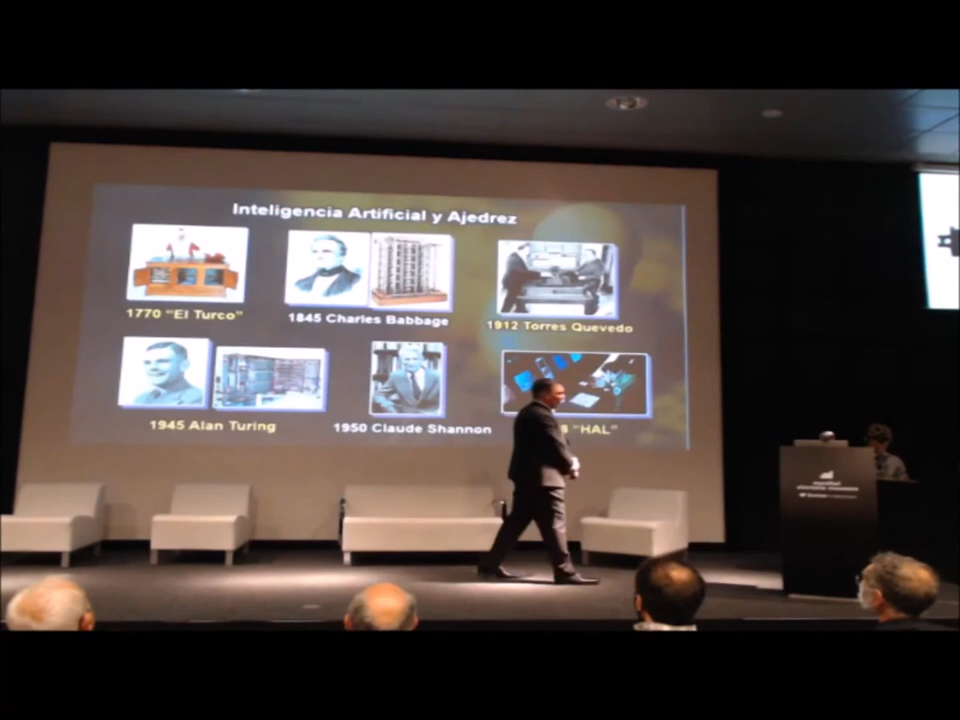 Inteligencia Artificial y Ajedrez
1770 "El Turco"
1845 Charles Babbage
1912 Torres Quevedo
1945 Alan Turing
1950 Claude Shannon
8 "HAL"